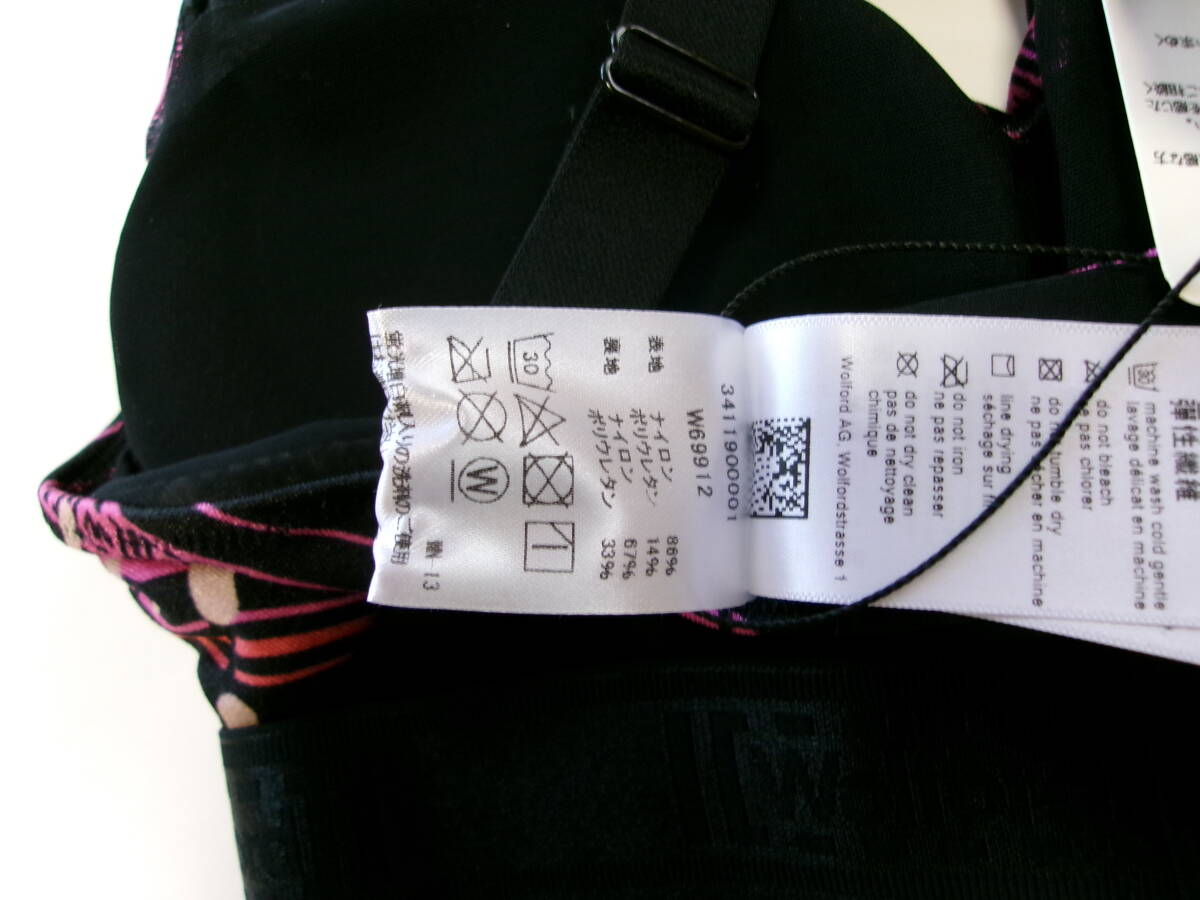 W69912
表地 ナイロン 86%
ポリウレタン 14%
裏地 ナイロン 67%
ポリウレタン 33%
30
W
13
3411900001
弾性繊維
30
machine wash cold gentle
lavage délicat en machine
do not bleach
ne pas chlorer
do not tumble dry
ne pas sécher en machine
line drying
séchage sur
do not iron
ne pas repasser
do not dry clean
pas de nettoyage
chimique
Wolford AG, Wolfordstrasse 1